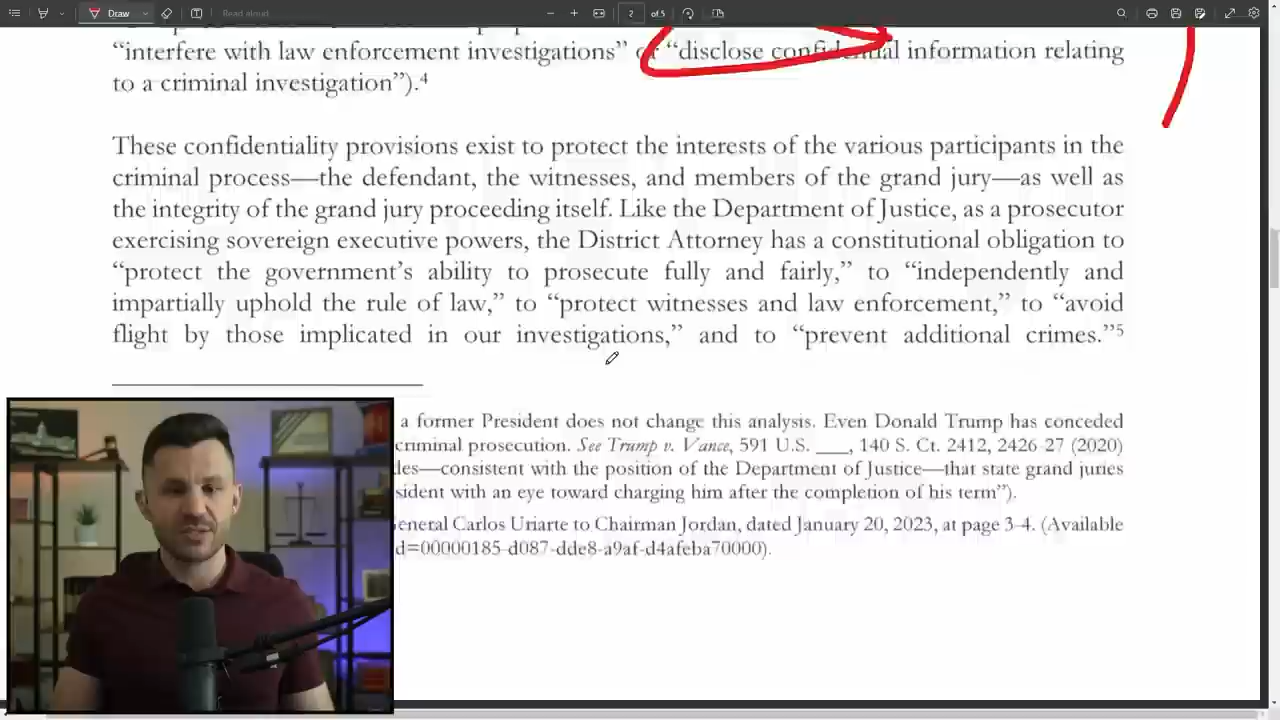 Draw
Read aloud
2
of 5
“interfere with law enforcement investigations” or “disclose confidential information relating
to a criminal investigation”).4
These confidentiality provisions exist to protect the interests of the various participants in the
criminal process—the defendant, the witnesses, and members of the grand jury—as well as
the integrity of the grand jury proceeding itself. Like the Department of Justice, as a prosecutor
exercising sovereign executive powers, the District Attorney has a constitutional obligation to
“protect the government’s ability to prosecute fully and fairly,” to “independently and
impartially uphold the rule of law,” to “protect witnesses and law enforcement,” to “avoid
flight by those implicated in our investigations,” and to “prevent additional crimes.”5
a former President does not change this analysis. Even Donald Trump has conceded
criminal prosecution. See Trump v. Vance, 591 U.S. ___, 140 S. Ct. 2412, 2426-27 (2020)
les—consistent with the position of the Department of Justice—that state grand juries
sident with an eye toward charging him after the completion of his term”).
eneral Carlos Uriarte to Chairman Jordan, dated January 20, 2023, at page 3-4. (Available
d=00000185-d087-dde8-a9af-d4afeba70000).